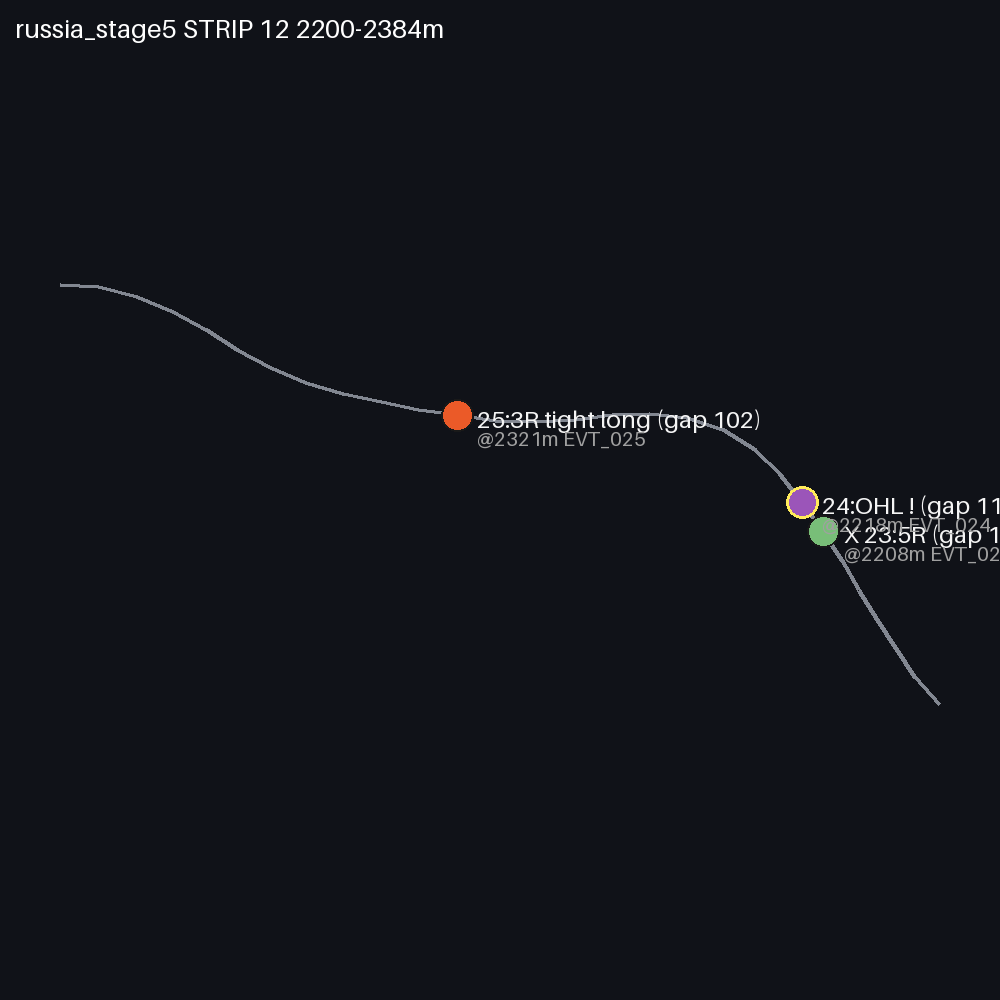 russia_stage5 STRIP 12 2200-2384m
25:3R tight long (gap 102)
@2321m EVT_025
24:OHL ! (gap 11
@2218m EVT_024
X 23:5R (gap 1
@2208m EVT_02